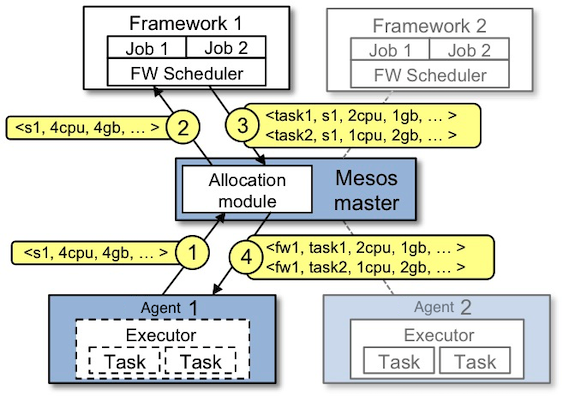 Framework 1
Job 1 Job 2
FW Scheduler
Framework 2
Job 1 Job 2
FW Scheduler
<s1, 4cpu, 4gb, … >
2
3
<task1, s1, 2cpu, 1gb, … >
<task2, s1, 1cpu, 2gb, … >
Allocation
module
Mesos
master
<s1, 4cpu, 4gb, … >
1
4
<fw1, task1, 2cpu, 1gb, … >
<fw1, task2, 1cpu, 2gb, … >
Agent 1
Executor
Task Task
Agent 2
Executor
Task Task